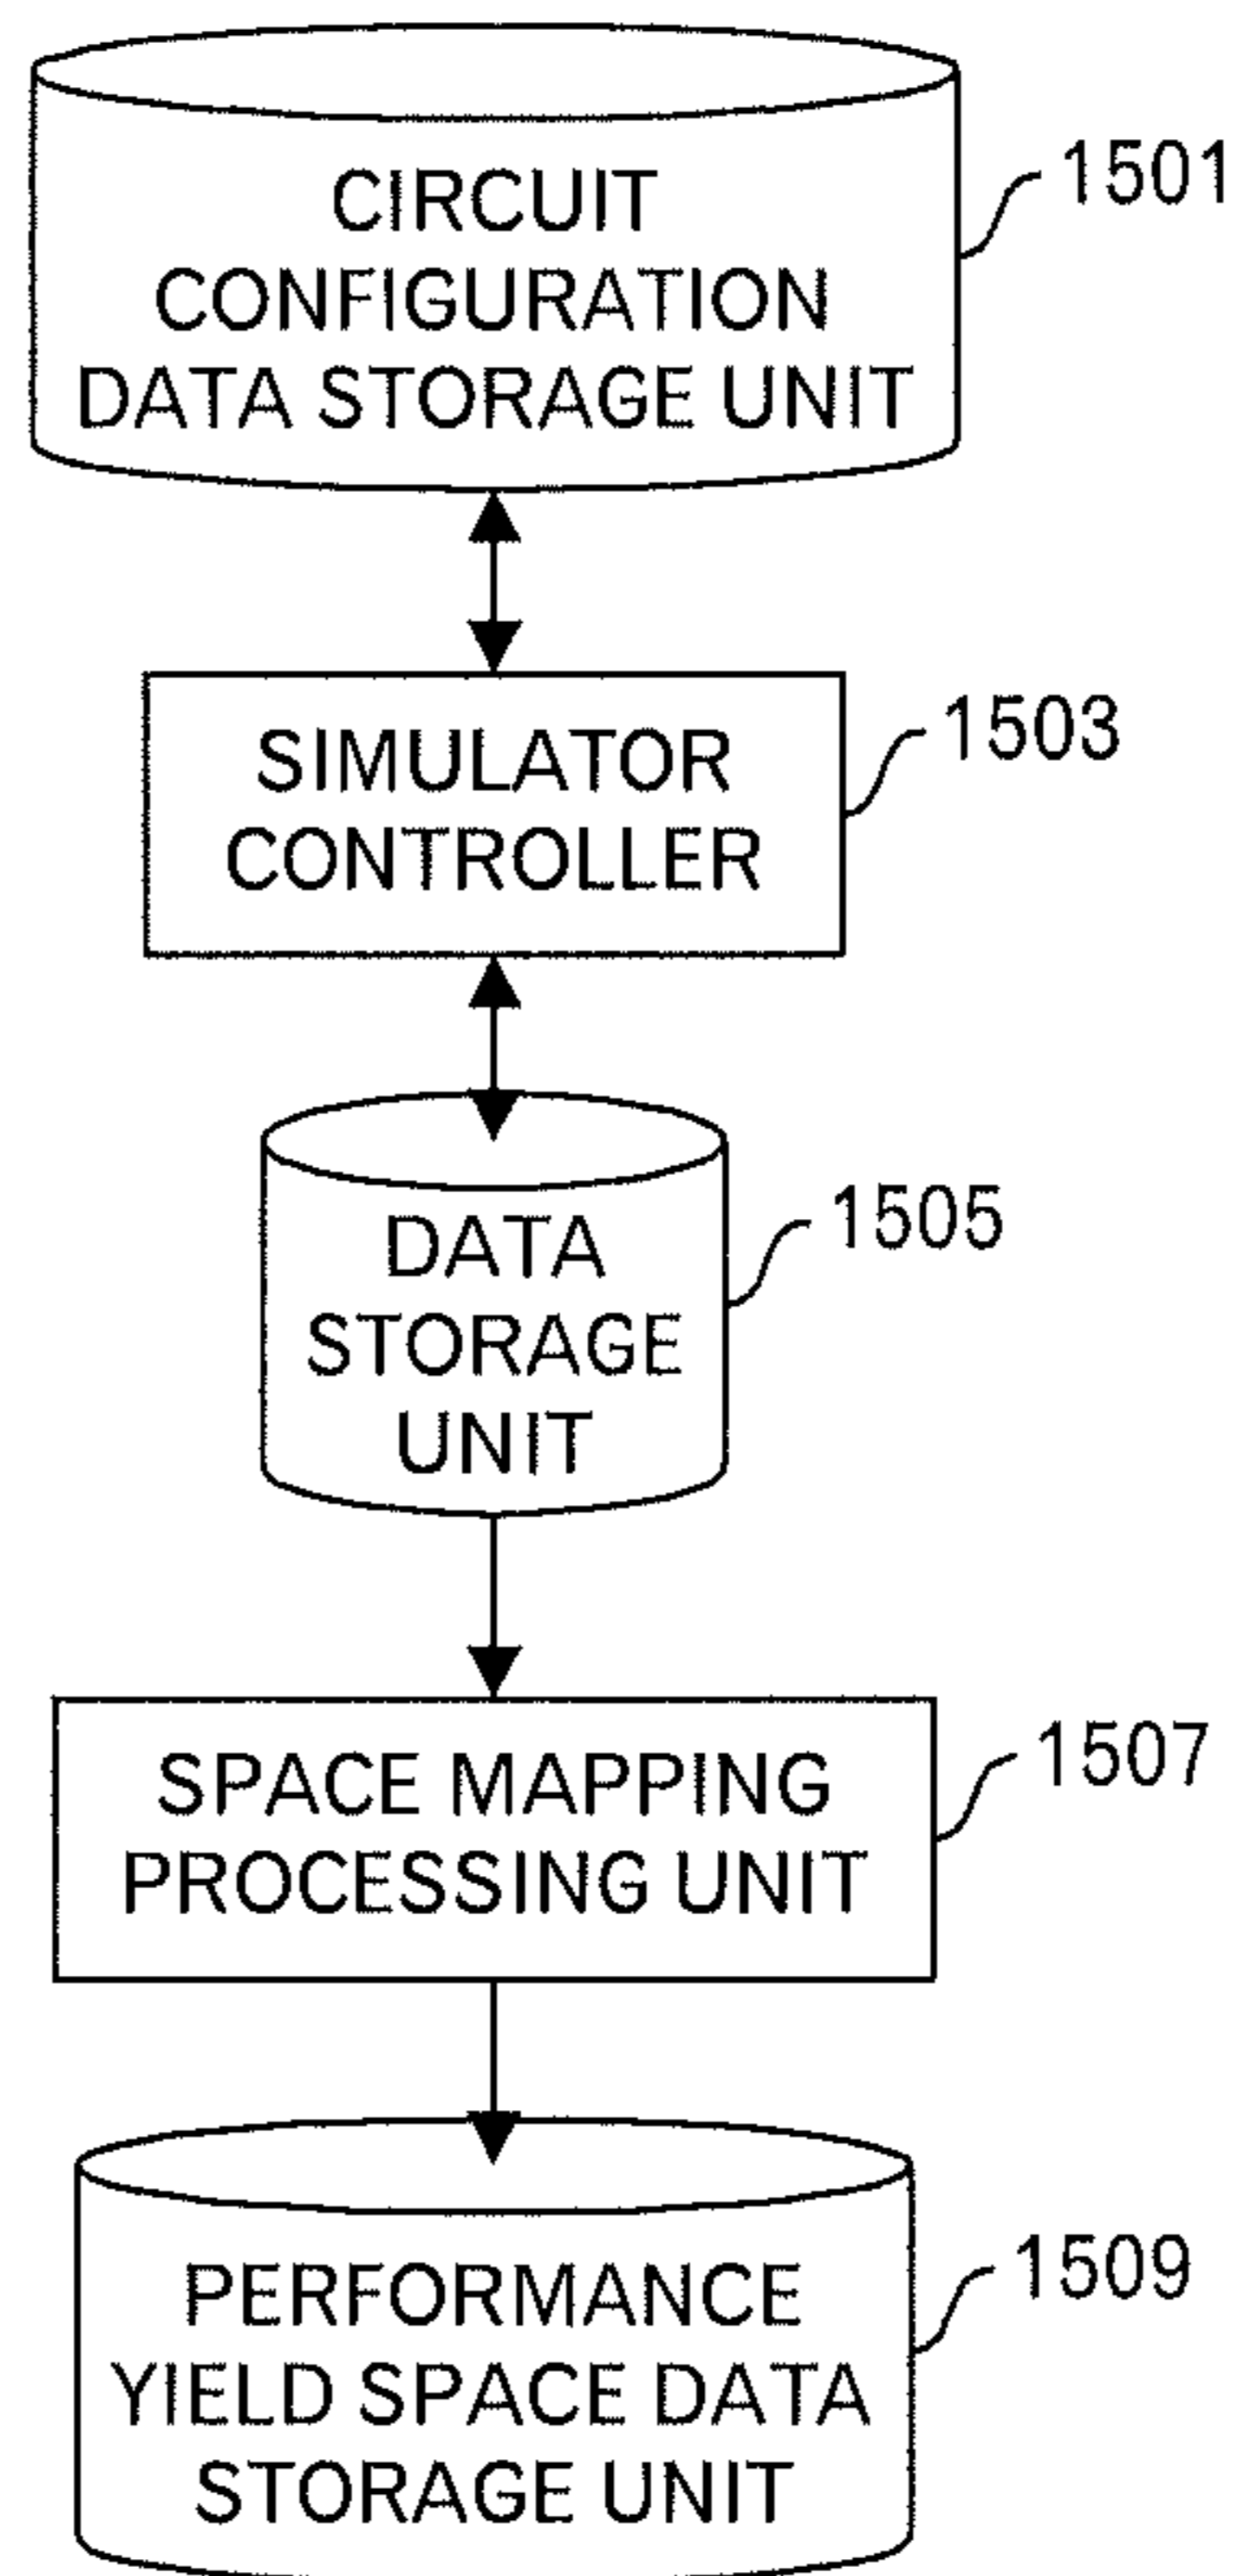 CIRCUIT
CONFIGURATION
DATA STORAGE UNIT
1501
SIMULATOR
CONTROLLER
1503
DATA
STORAGE
UNIT
1505
SPACE MAPPING
PROCESSING UNIT
1507
PERFORMANCE
YIELD SPACE DATA
STORAGE UNIT
1509